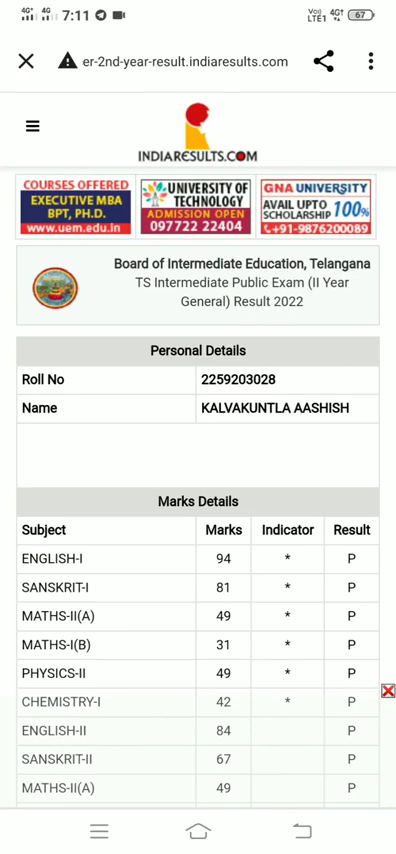 4G+ 4G 7:11 Vo)) LTE1 4G↑ 67
er-2nd-year-result.indiaresults.com
INDIARESULTS.COM
COURSES OFFERED
EXECUTIVE MBA
BPT, PH.D.
www.uem.edu.in
UNIVERSITY OF
TECHNOLOGY
ADMISSION OPEN
097722 22404
GNA UNIVERSITY
AVAIL UPTO
SCHOLARSHIP 100%
+91-9876200089
Board of Intermediate Education, Telangana
TS Intermediate Public Exam (II Year
General) Result 2022
Personal Details
Roll No 2259203028
Name KALVAKUNTLA AASHISH
Marks Details
Subject Marks Indicator Result
ENGLISH-I 94 * P
SANSKRIT-I 81 * P
MATHS-II(A) 49 * P
MATHS-I(B) 31 * P
PHYSICS-II 49 * P
CHEMISTRY-I 42 * P
ENGLISH-II 84 P
SANSKRIT-II 67 P
MATHS-II(A) 49 P